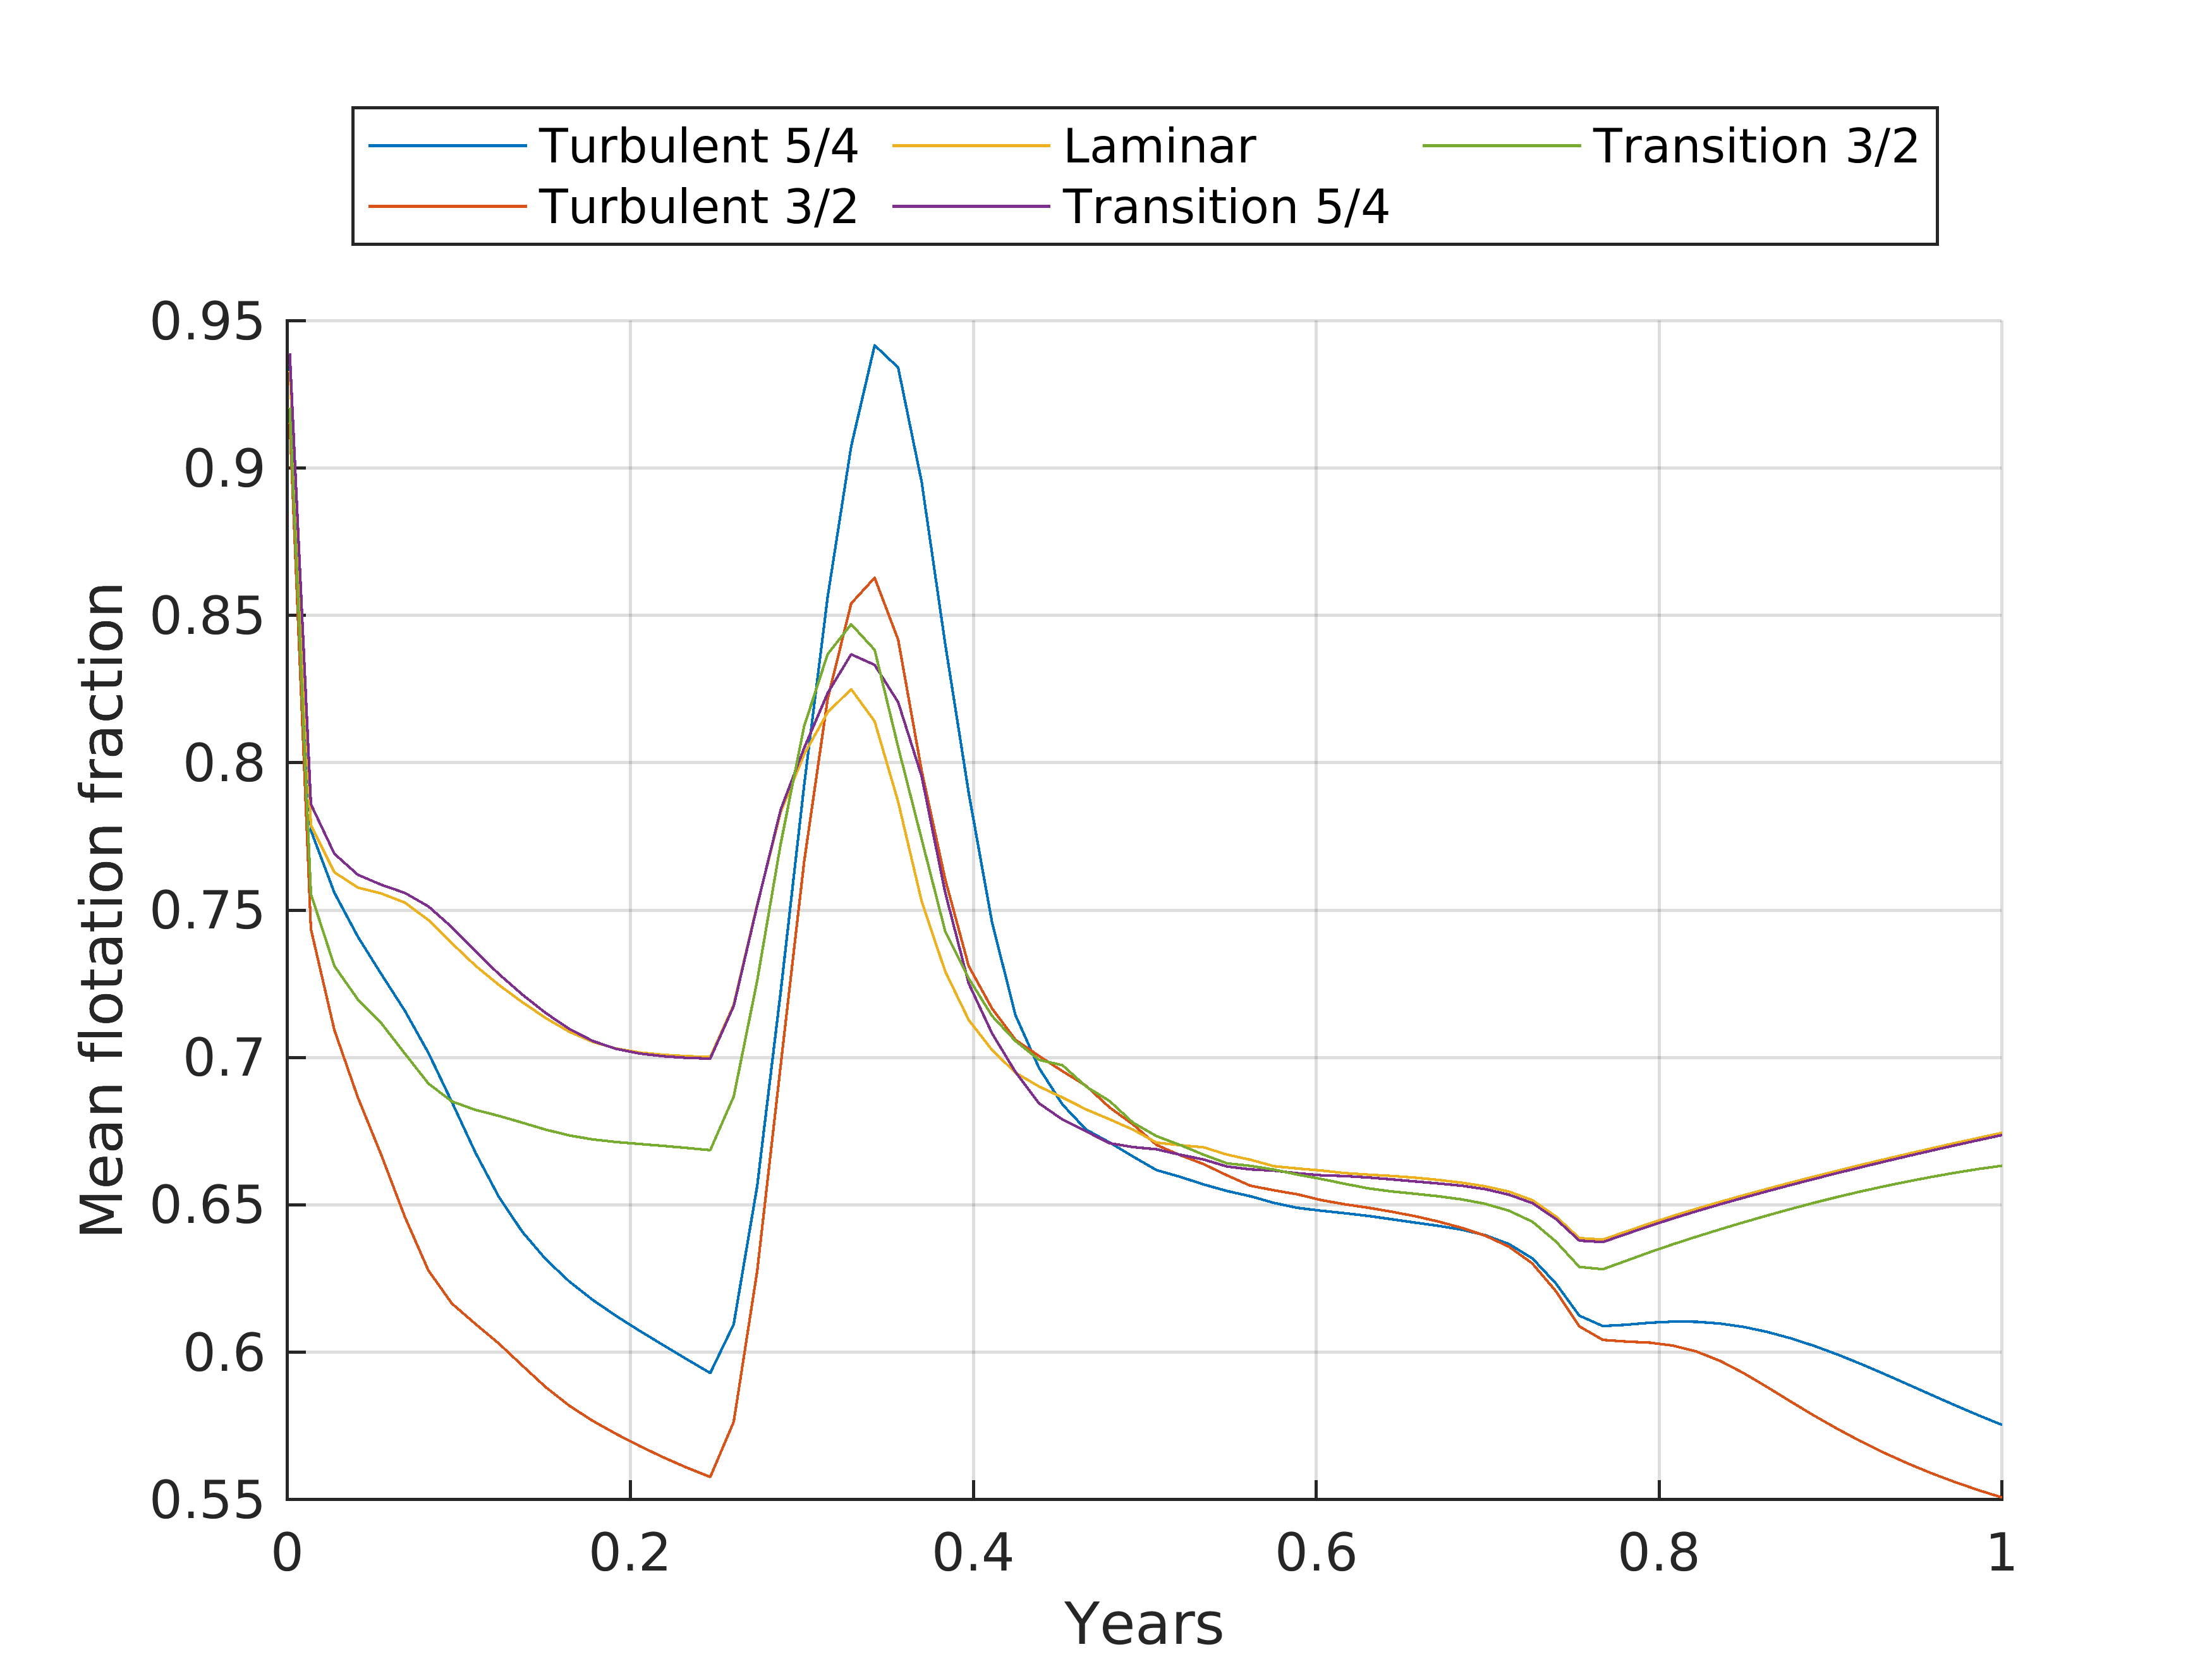 Turbulent 5/4 Laminar Transition 3/2
Turbulent 3/2 Transition 5/4
0.95
0.9
0.85
0.8
0.75
0.7
0.65
0.6
0.55
Mean flotation fraction
0 0.2 0.4 0.6 0.8 1
Years